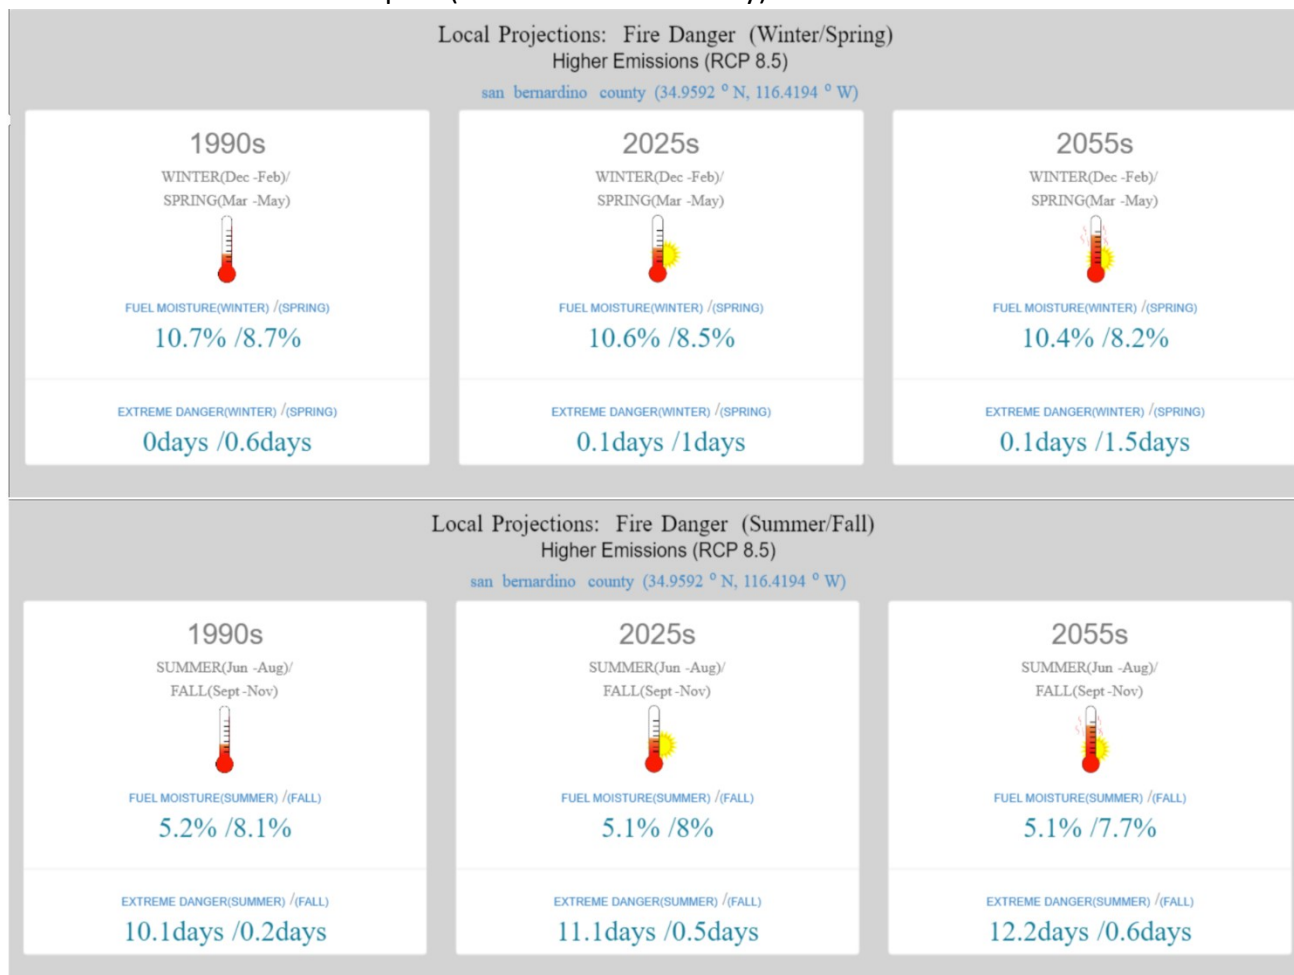 Local Projections: Fire Danger (Winter/Spring)
Higher Emissions (RCP 8.5)
san bernardino county (34.9592 ° N, 116.4194 ° W)
1990s
WINTER(Dec -Feb)/
SPRING(Mar -May)
FUEL MOISTURE(WINTER) /(SPRING)
10.7% /8.7%
EXTREME DANGER(WINTER) /(SPRING)
0days /0.6days
2025s
WINTER(Dec -Feb)/
SPRING(Mar -May)
FUEL MOISTURE(WINTER) /(SPRING)
10.6% /8.5%
EXTREME DANGER(WINTER) /(SPRING)
0.1days /1days
2055s
WINTER(Dec -Feb)/
SPRING(Mar -May)
FUEL MOISTURE(WINTER) /(SPRING)
10.4% /8.2%
EXTREME DANGER(WINTER) /(SPRING)
0.1days /1.5days
Local Projections: Fire Danger (Summer/Fall)
Higher Emissions (RCP 8.5)
san bernardino county (34.9592 ° N, 116.4194 ° W)
1990s
SUMMER(Jun -Aug)/
FALL(Sept -Nov)
FUEL MOISTURE(SUMMER) /(FALL)
5.2% /8.1%
EXTREME DANGER(SUMMER) /(FALL)
10.1days /0.2days
2025s
SUMMER(Jun -Aug)/
FALL(Sept -Nov)
FUEL MOISTURE(SUMMER) /(FALL)
5.1% /8%
EXTREME DANGER(SUMMER) /(FALL)
11.1days /0.5days
2055s
SUMMER(Jun -Aug)/
FALL(Sept -Nov)
FUEL MOISTURE(SUMMER) /(FALL)
5.1% /7.7%
EXTREME DANGER(SUMMER) /(FALL)
12.2days /0.6days